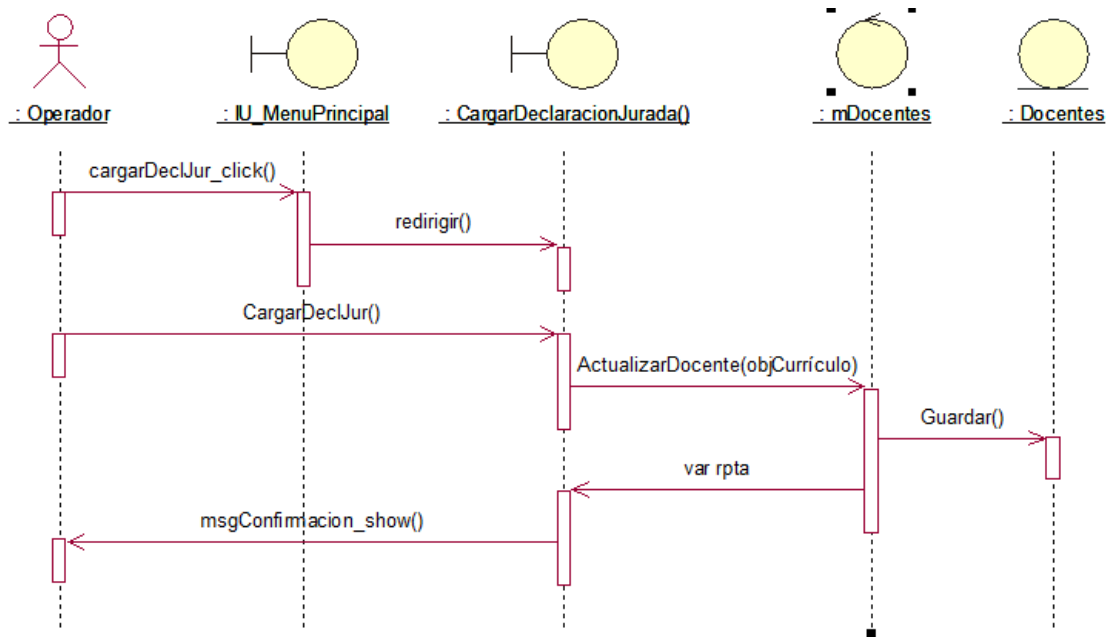 : Operador
: IU_MenuPrincipal
: CargarDeclaracionJurada()
: mDocentes
: Docentes
cargarDeclJur_click()
redirigir()
CargarDeclJur()
ActualizarDocente(objCurrículo)
Guardar()
var rpta
msgConfirmacion_show()